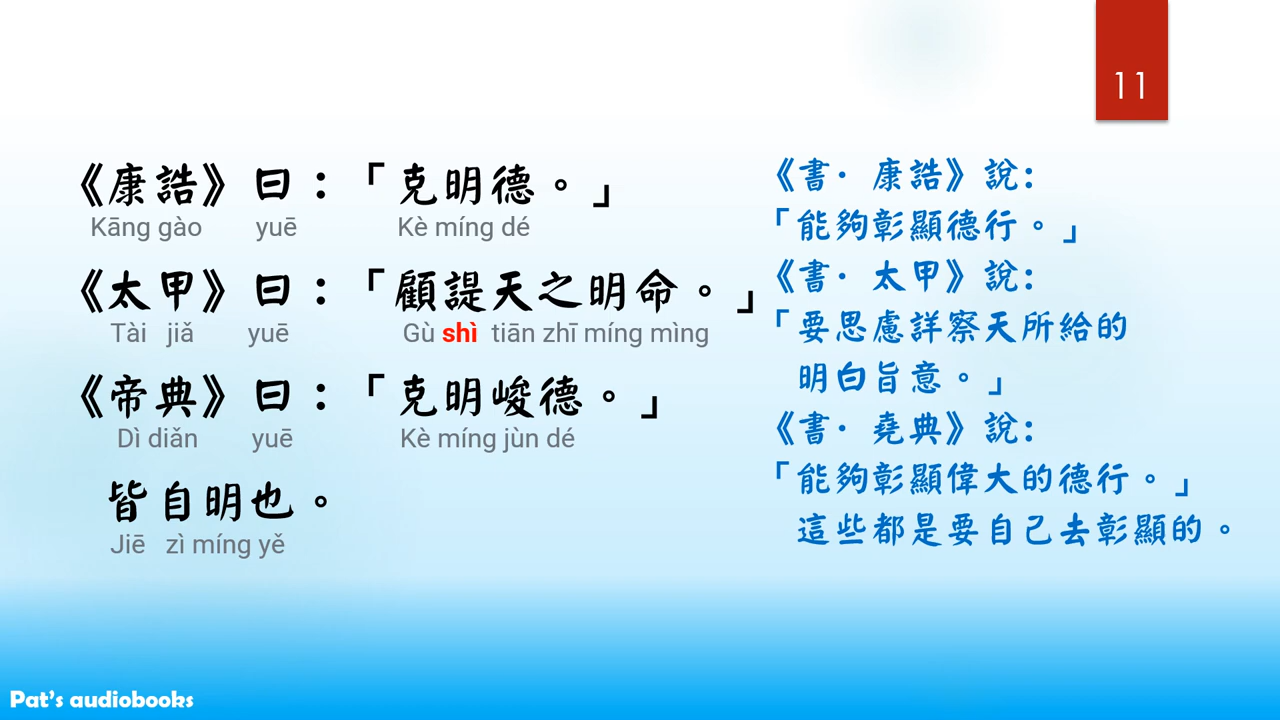 11
《康誥》曰：「克明德。」
Kāng gào yuē Kè míng dé
《太甲》曰：「顧諟天之明命。」
Tài jiǎ yuē Gù shì tiān zhī míng mìng
《帝典》曰：「克明峻德。」
Dì diǎn yuē Kè míng jùn dé
皆自明也。
Jiē zì míng yě
《書·康誥》說:
「能夠彰顯德行。」
《書·太甲》說:
「要思慮詳察天所給的
明白旨意。」
《書·堯典》說:
「能夠彰顯偉大的德行。」
這些都是要自己去彰顯的。
Pat's audiobooks